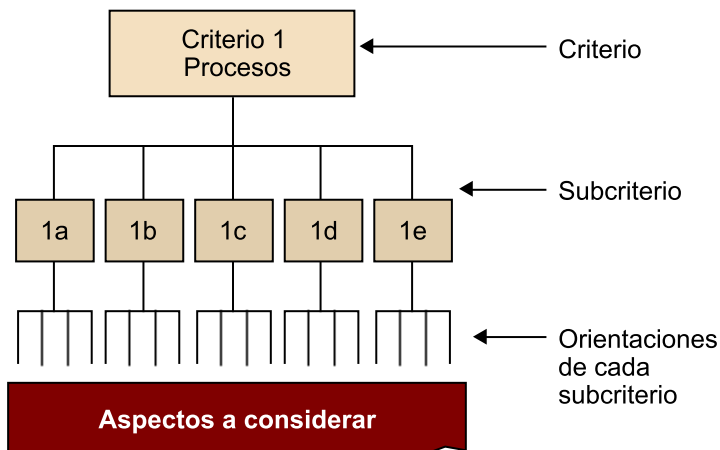 Criterio 1
Procesos
Criterio
Subcriterio
1a
1b
1c
1d
1e
Orientaciones
de cada
subcriterio
Aspectos a considerar